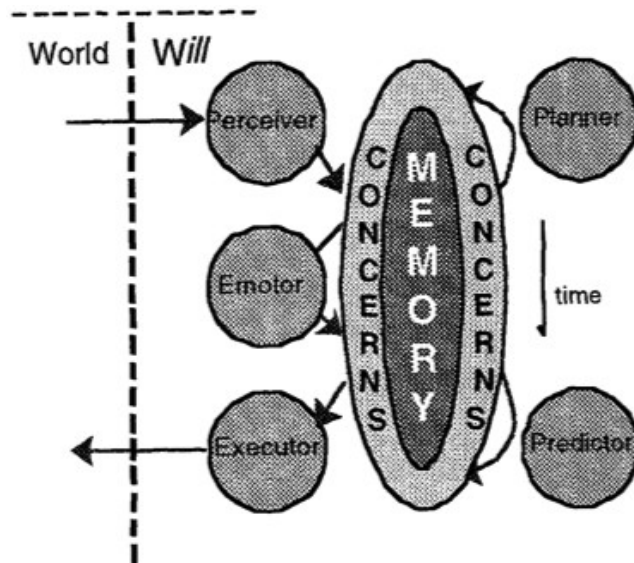 World
Will
Perceiver
Planner
CONCERNS
MEMORY
CONCERNS
Emotor
time
Executor
Predictor